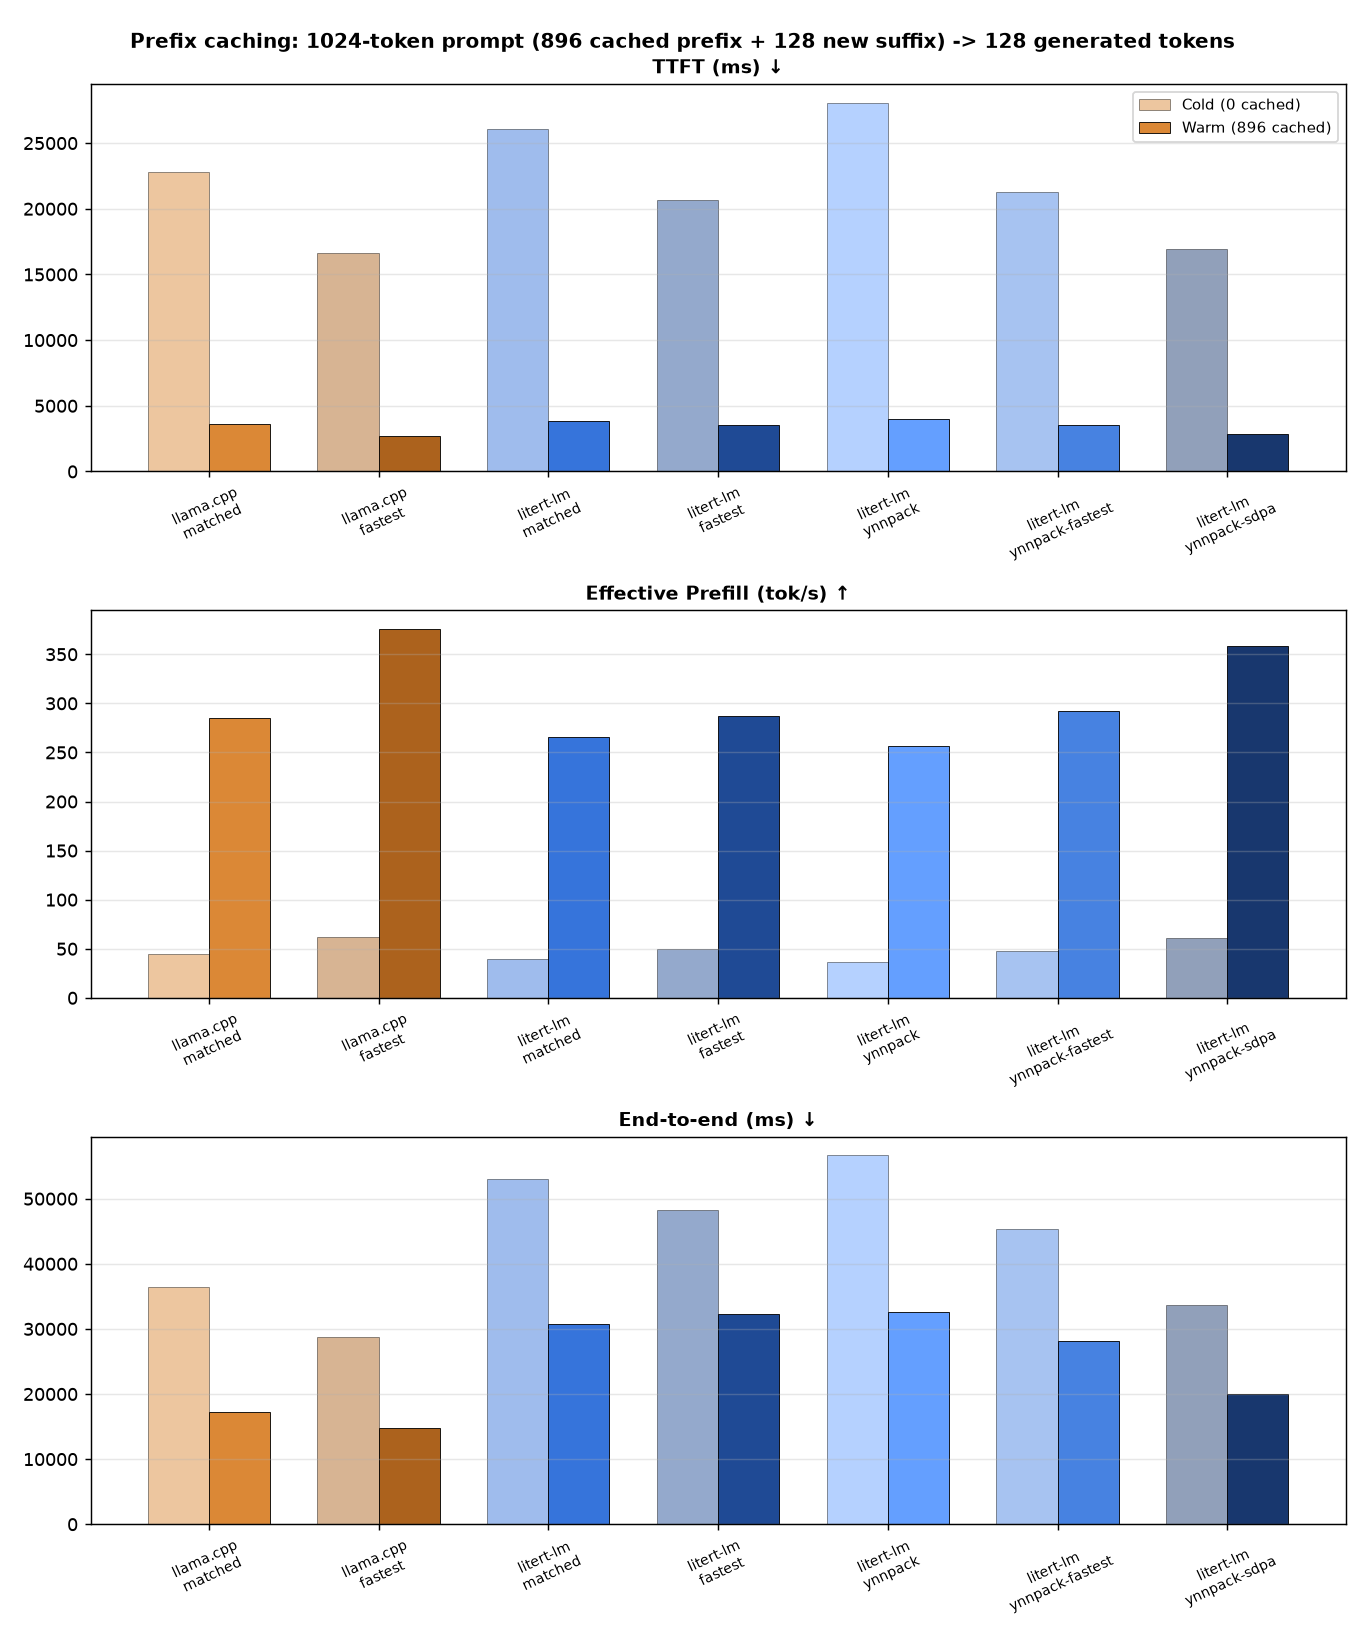 Prefix caching: 1024-token prompt (896 cached prefix + 128 new suffix) -> 128 generated tokens
TTFT (ms) ↓
Cold (0 cached)
Warm (896 cached)
25000
20000
15000
10000
5000
0
llama.cpp
matched
llama.cpp
fastest
litert-lm
matched
litert-lm
fastest
litert-lm
ynnpack
litert-lm
ynnpack-fastest
litert-lm
ynnpack-sdpa
Effective Prefill (tok/s) ↑
350
300
250
200
150
100
50
0
llama.cpp
matched
llama.cpp
fastest
litert-lm
matched
litert-lm
fastest
litert-lm
ynnpack
litert-lm
ynnpack-fastest
litert-lm
ynnpack-sdpa
End-to-end (ms) ↓
50000
40000
30000
20000
10000
0
llama.cpp
matched
llama.cpp
fastest
litert-lm
matched
litert-lm
fastest
litert-lm
ynnpack
litert-lm
ynnpack-fastest
litert-lm
ynnpack-sdpa